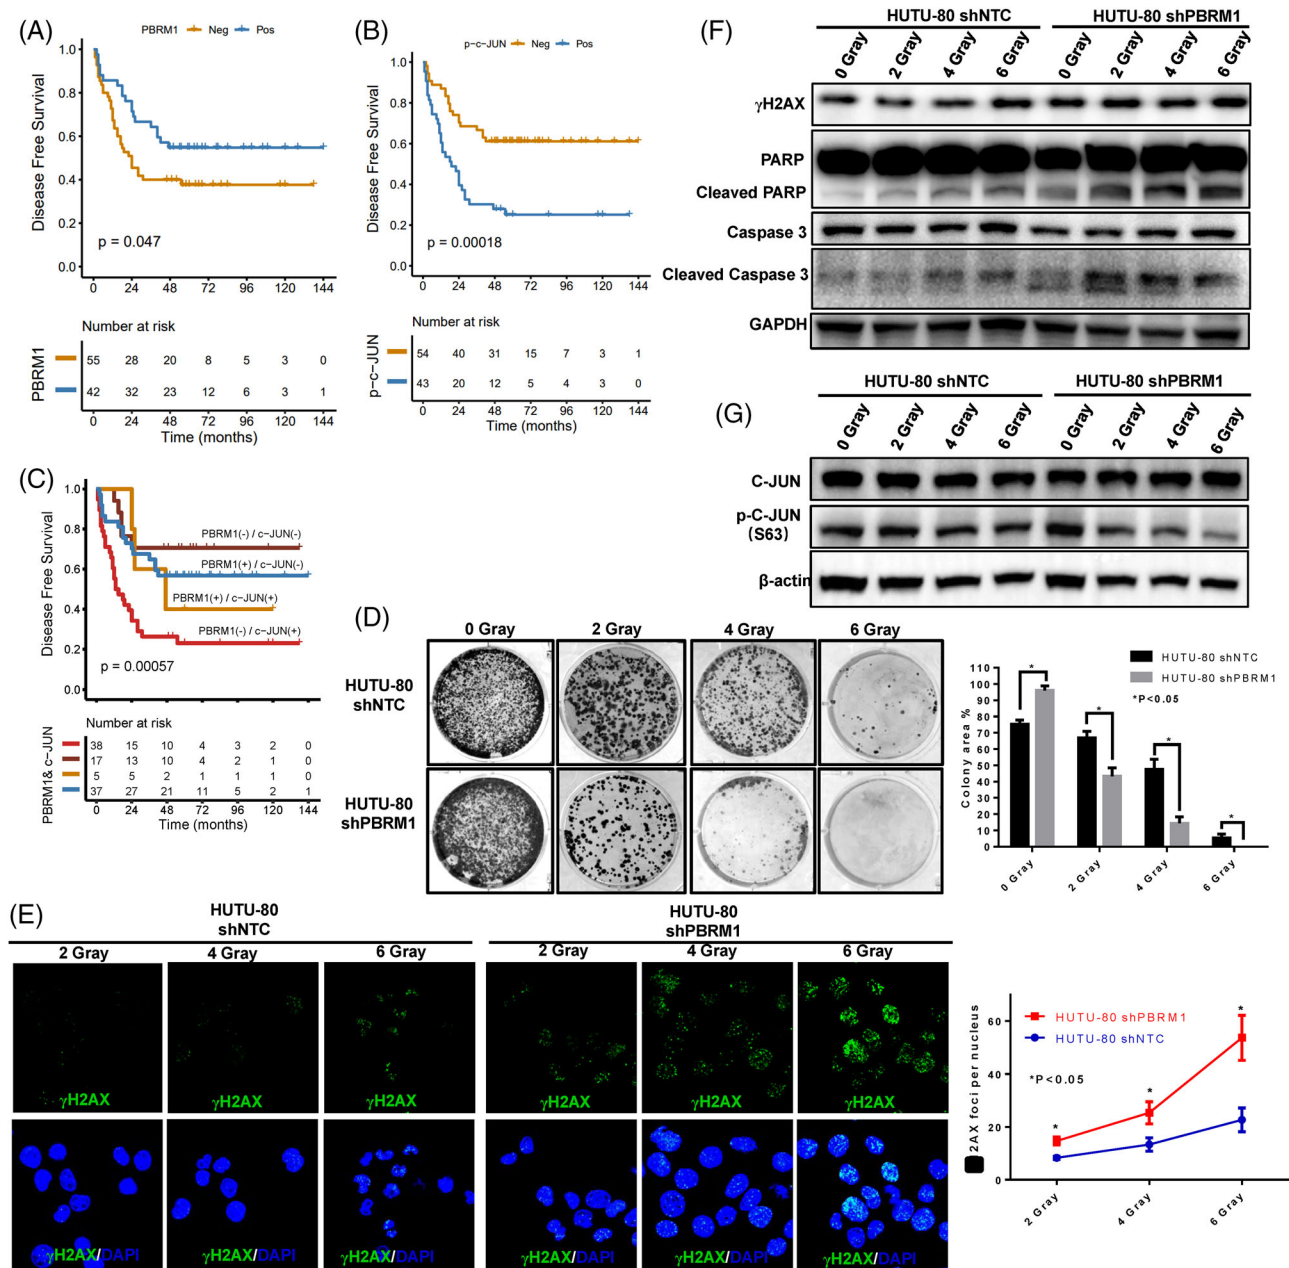 (A)
PBRM1 Neg Pos
Disease Free Survival
1.0
0.8
0.6
0.4
0.2
0.0
p = 0.047
0 24 48 72 96 120 144
Number at risk
PBRM1
55 28 20 8 5 3 0
42 32 23 12 6 3 1
0 24 48 72 96 120 144
Time (months)
(B)
p-c-JUN Neg Pos
Disease Free Survival
1.0
0.8
0.6
0.4
0.2
0.0
p = 0.00018
0 24 48 72 96 120 144
Number at risk
p-c-JUN
54 40 31 15 7 3 1
43 20 12 5 4 3 0
0 24 48 72 96 120 144
Time (months)
(C)
Disease Free Survival
1.0
0.8
0.6
0.4
0.2
0.0
PBRM1(-) / c-JUN(-)
PBRM1(+) / c-JUN(-)
PBRM1(+) / c-JUN(+)
PBRM1(-) / c-JUN(+)
p = 0.00057
Number at risk
PBRM1& c-JUN
38 15 10 4 3 2 0
17 13 10 4 2 1 0
5 5 2 1 1 1 0
37 27 21 11 5 2 1
0 24 48 72 96 120 144
Time (months)
(D)
0 Gray 2 Gray 4 Gray 6 Gray
HUTU-80
shNTC
HUTU-80
shPBRM1
HUTU-80 shNTC
HUTU-80 shPBRM1
*P<0.05
Colony area %
110
100
90
80
70
60
50
40
30
20
10
0
* * * *
0 Gray 2 Gray 4 Gray 6 Gray
(E)
HUTU-80
shNTC
HUTU-80
shPBRM1
2 Gray 4 Gray 6 Gray 2 Gray 4 Gray 6 Gray
γH2AX γH2AX γH2AX γH2AX γH2AX γH2AX
γH2AX/DAPI γH2AX/DAPI γH2AX/DAPI γH2AX/DAPI γH2AX/DAPI γH2AX/DAPI
2AX foci per nucleus
60
40
20
0
HUTU-80 shPBRM1
HUTU-80 shNTC
*P<0.05
* * *
2 Gray 4 Gray 6 Gray
(F)
HUTU-80 shNTC HUTU-80 shPBRM1
0 Gray 2 Gray 4 Gray 6 Gray 0 Gray 2 Gray 4 Gray 6 Gray
γH2AX
PARP
Cleaved PARP
Caspase 3
Cleaved Caspase 3
GAPDH
(G)
HUTU-80 shNTC HUTU-80 shPBRM1
0 Gray 2 Gray 4 Gray 6 Gray 0 Gray 2 Gray 4 Gray 6 Gray
C-JUN
p-C-JUN
(S63)
β-actin